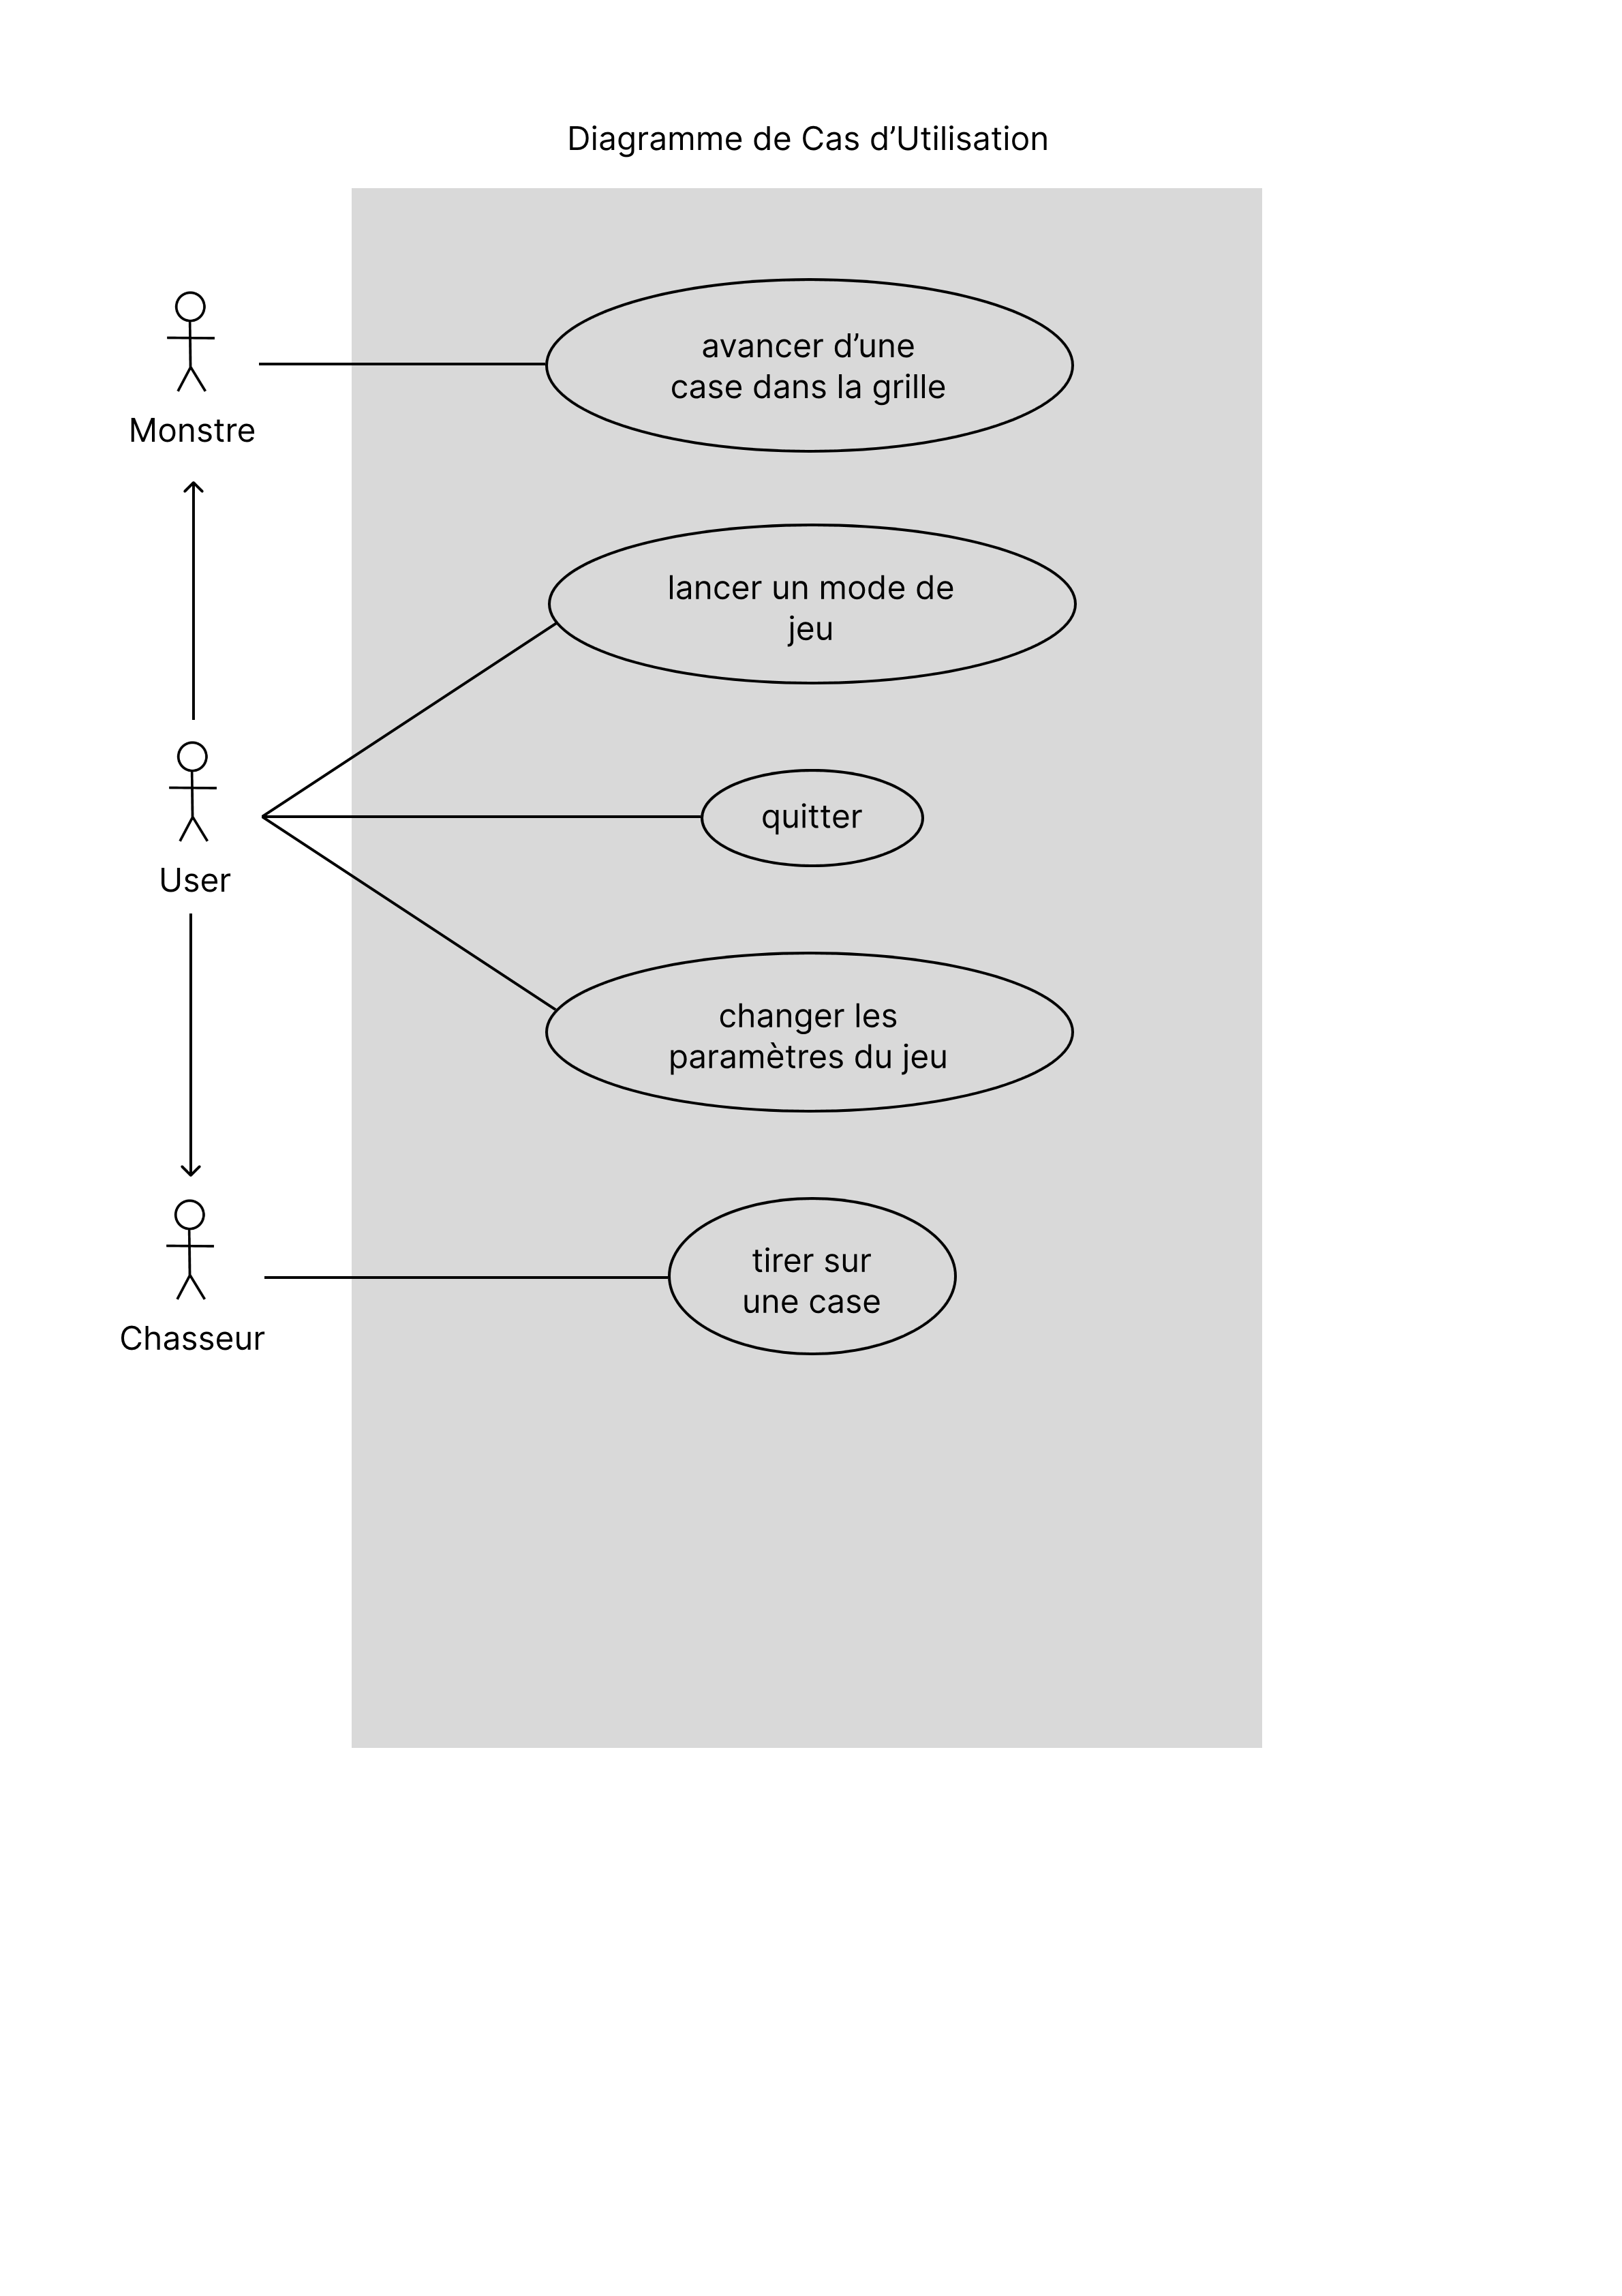 Diagramme de Cas d’Utilisation
avancer d’une
case dans la grille
Monstre
lancer un mode de
jeu
quitter
User
changer les
paramètres du jeu
tirer sur
une case
Chasseur